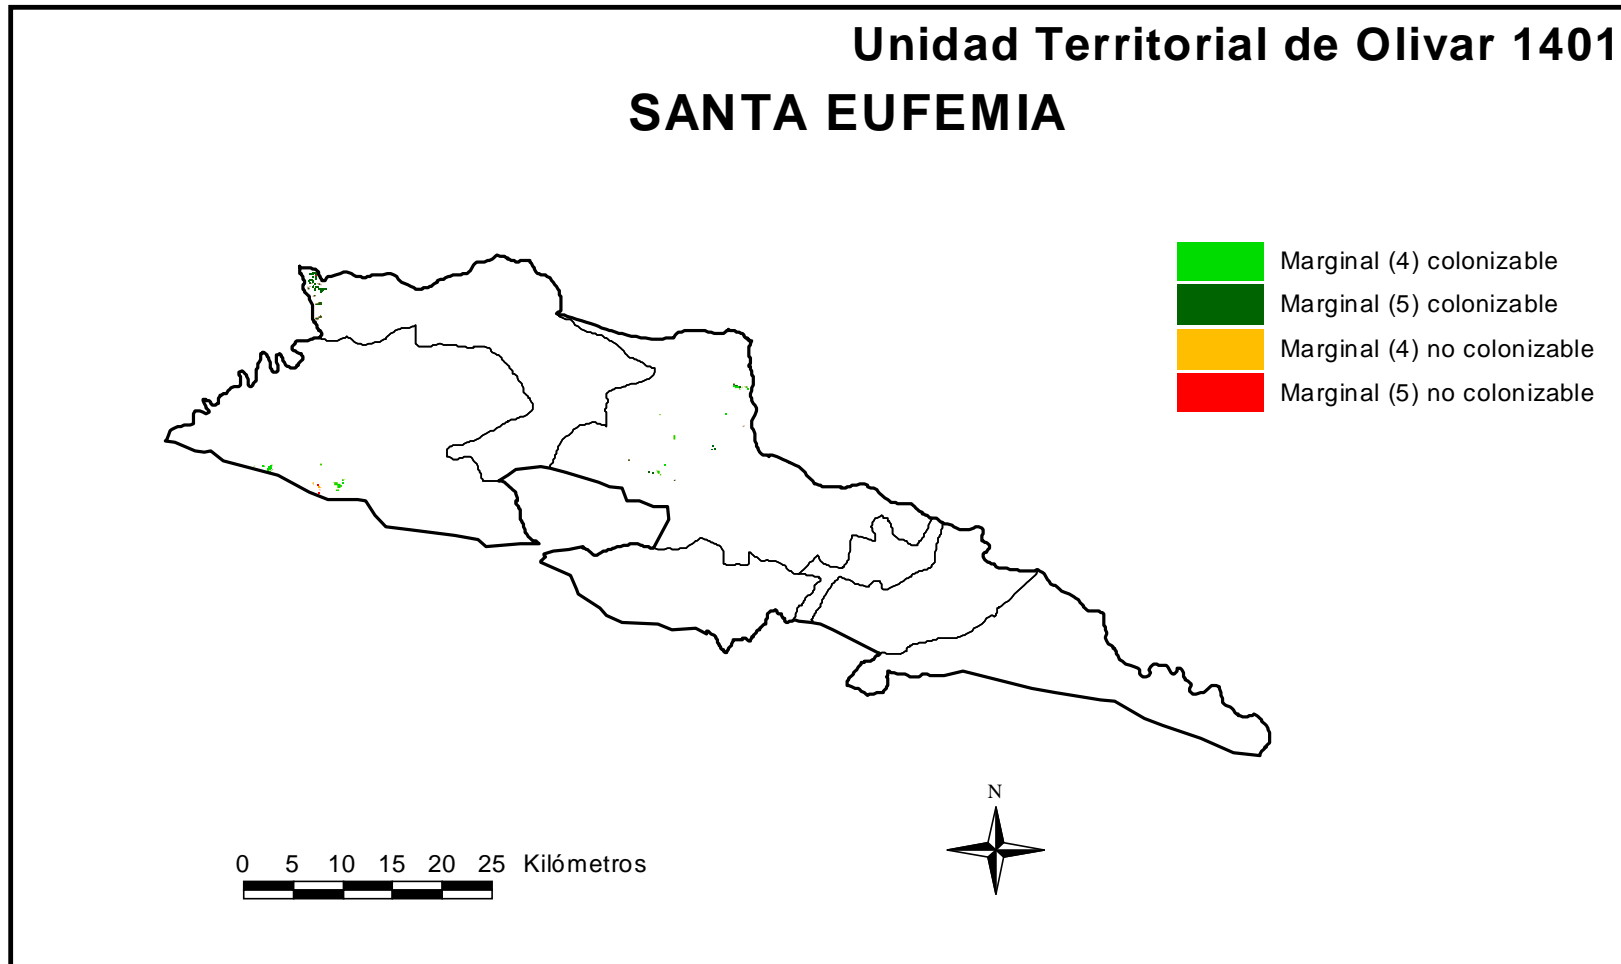 Unidad Territorial de Olivar 1401
SANTA EUFEMIA
Marginal (4) colonizable
Marginal (5) colonizable
Marginal (4) no colonizable
Marginal (5) no colonizable
N
0 5 10 15 20 25 Kilómetros